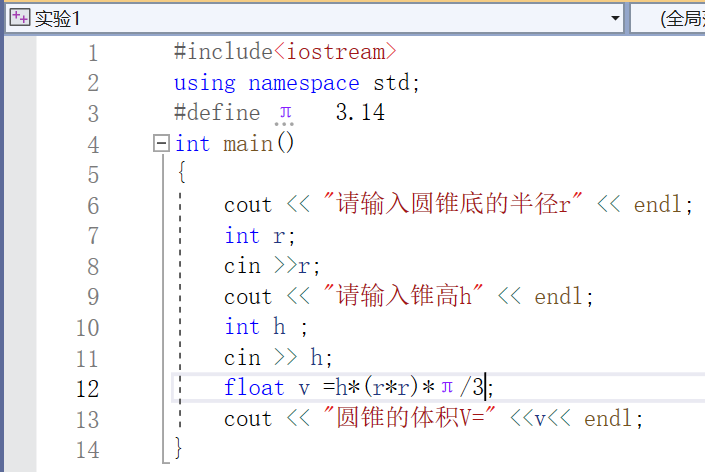 实验1
(全局
1 #include<iostream>
2 using namespace std;
3 #define π 3.14
4 int main()
5 {
6 cout << "请输入圆锥底的半径r" << endl;
7 int r;
8 cin >>r;
9 cout << "请输入锥高h" << endl;
10 int h ;
11 cin >> h;
12 float v =h*(r*r)*π/3;
13 cout << "圆锥的体积V=" <<v<< endl;
14 }